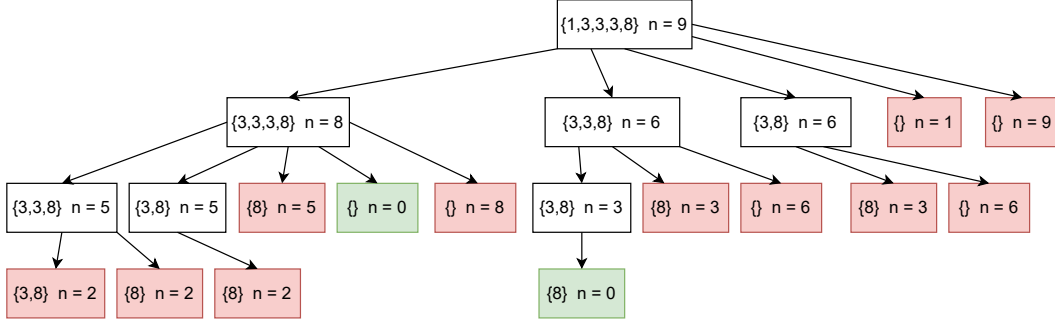 {1,3,3,3,8} n = 9
{3,3,3,8} n = 8
{3,3,8} n = 6
{3,8} n = 6
{} n = 1
{} n = 9
{3,3,8} n = 5
{3,8} n = 5
{8} n = 5
{} n = 0
{} n = 8
{3,8} n = 3
{8} n = 3
{} n = 6
{8} n = 3
{} n = 6
{3,8} n = 2
{8} n = 2
{8} n = 2
{8} n = 0